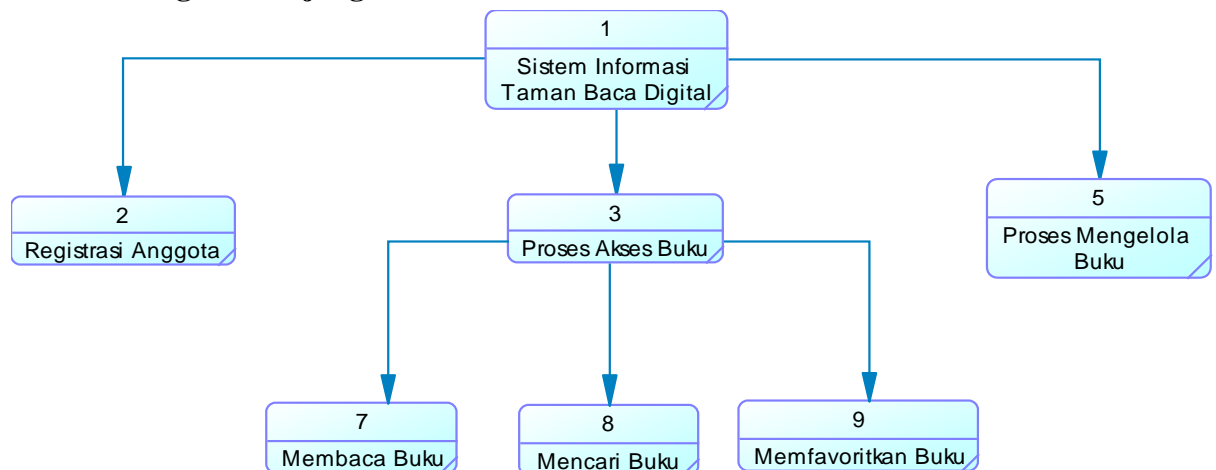 1
Sistem Informasi
Taman Baca Digital
2
Registrasi Anggota
3
Proses Akses Buku
5
Proses Mengelola
Buku
7
Membaca Buku
8
Mencari Buku
9
Memfavoritkan Buku